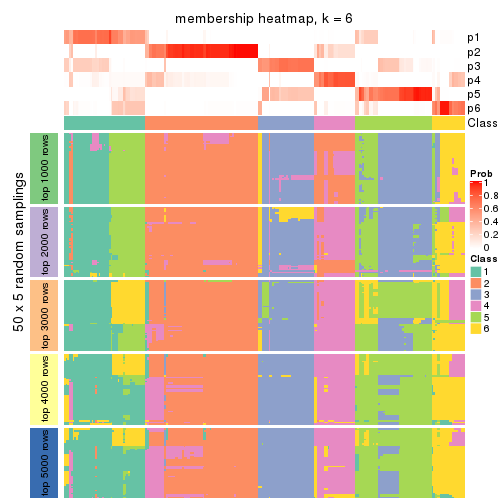 membership heatmap, k = 6
p1
p2
p3
p4
p5
p6
Class
50 x 5 random samplings
top 1000 rows
top 2000 rows
top 3000 rows
top 4000 rows
top 5000 rows
Prob
1
0.8
0.6
0.4
0.2
0
Class
1
2
3
4
5
6